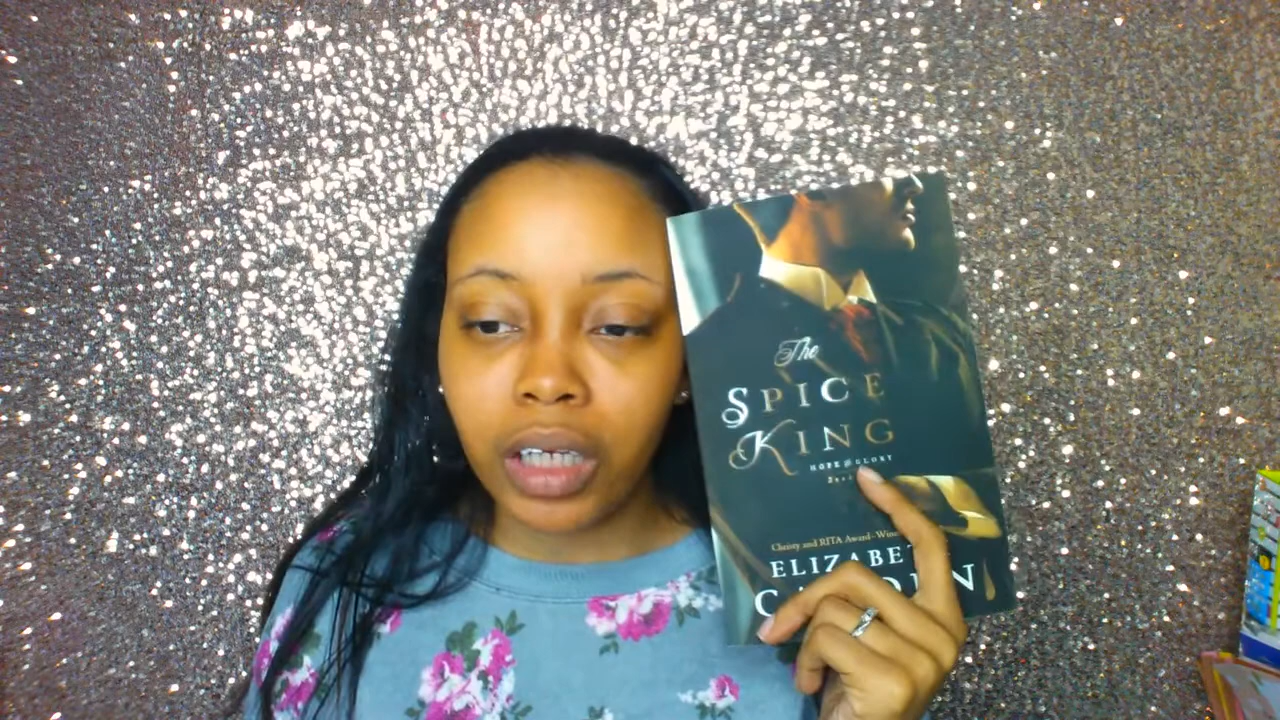 The
SPICE
KING
HOPE & GLORY
Christy and RITA Award-Win
ELIZABET
C